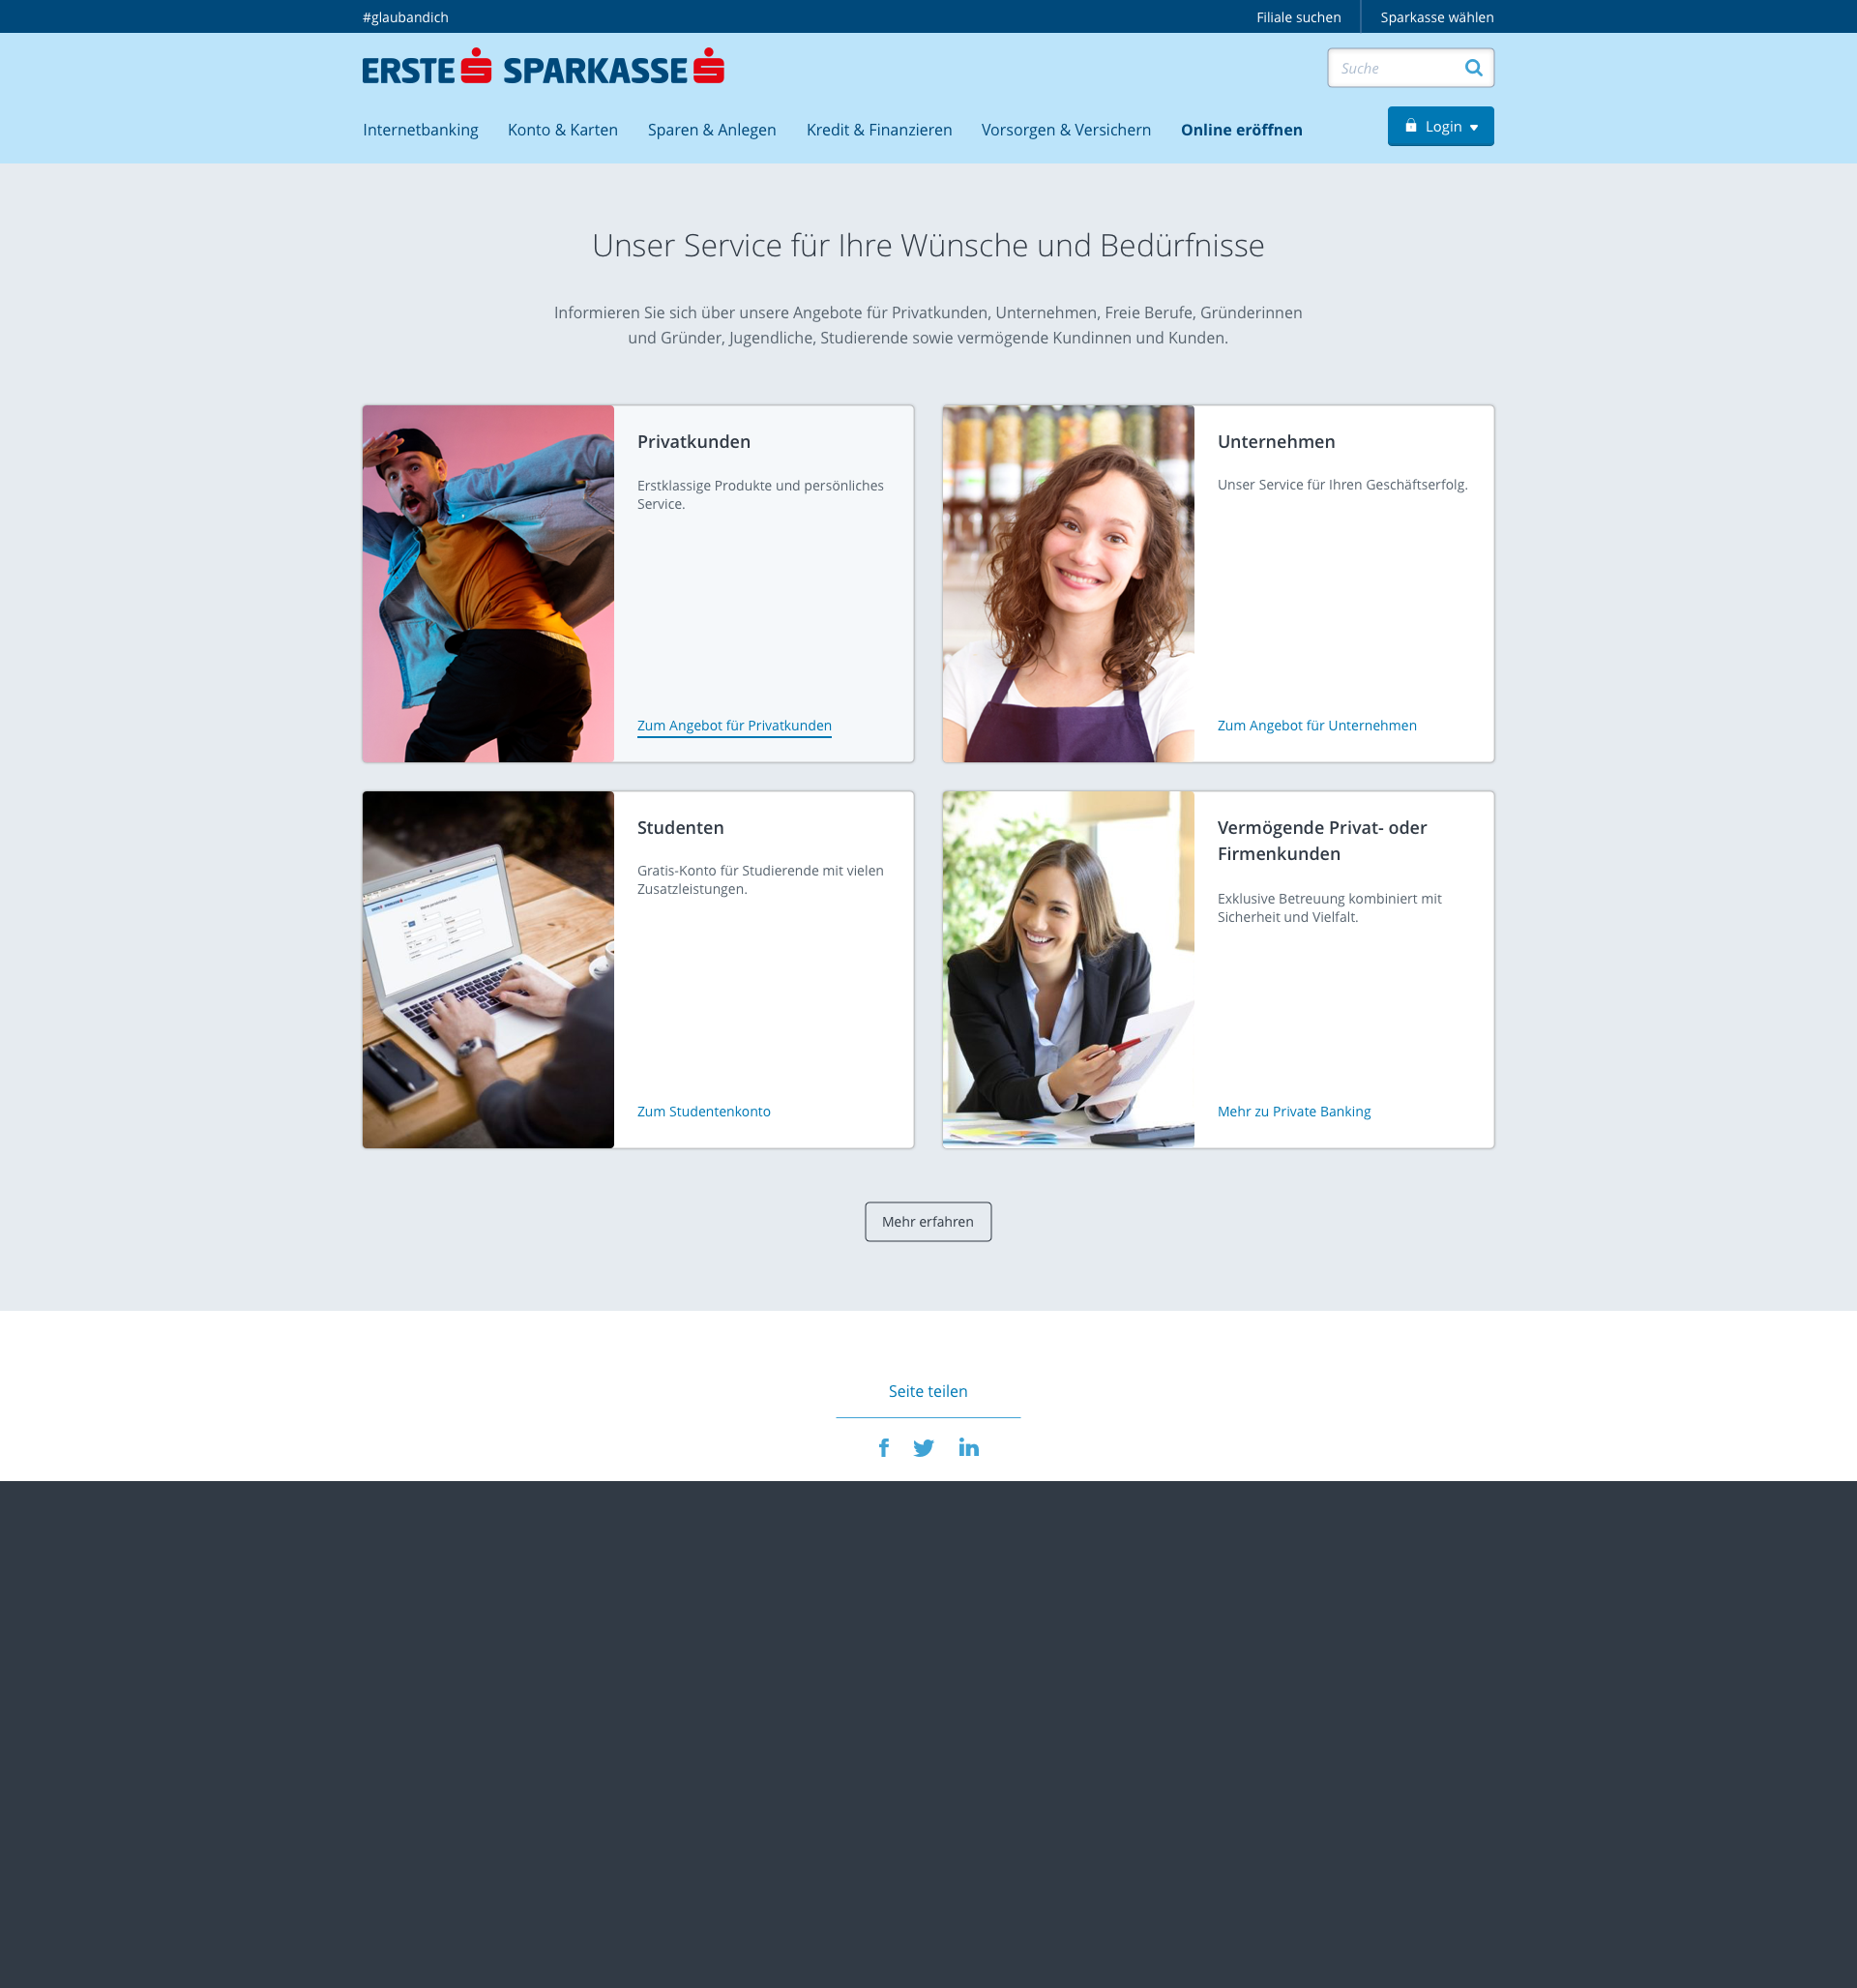 #glaubandich
Filiale suchen
Sparkasse wählen
ERSTE SPARKASSE
Suche
Internetbanking
Konto & Karten
Sparen & Anlegen
Kredit & Finanzieren
Vorsorgen & Versichern
Online eröffnen
Login
Unser Service für Ihre Wünsche und Bedürfnisse
Informieren Sie sich über unsere Angebote für Privatkunden, Unternehmen, Freie Berufe, Gründerinnen
und Gründer, Jugendliche, Studierende sowie vermögende Kundinnen und Kunden.
Privatkunden
Erstklassige Produkte und persönliches
Service.
Zum Angebot für Privatkunden
Unternehmen
Unser Service für Ihren Geschäftserfolg.
Zum Angebot für Unternehmen
Studenten
Gratis-Konto für Studierende mit vielen
Zusatzleistungen.
Zum Studentenkonto
Vermögende Privat- oder
Firmenkunden
Exklusive Betreuung kombiniert mit
Sicherheit und Vielfalt.
Mehr zu Private Banking
Mehr erfahren
Seite teilen